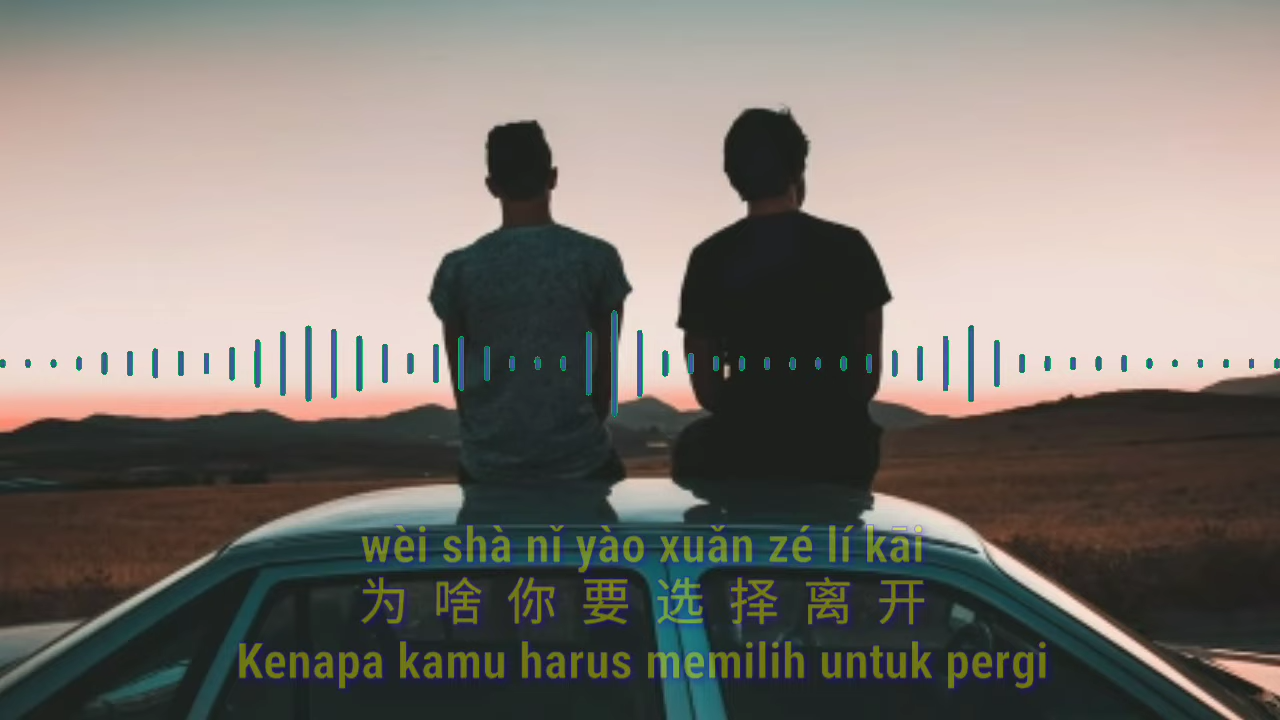 wèi shà nǐ yào xuǎn zé lí kāi
为啥你要选择离开
Kenapa kamu harus memilih untuk pergi